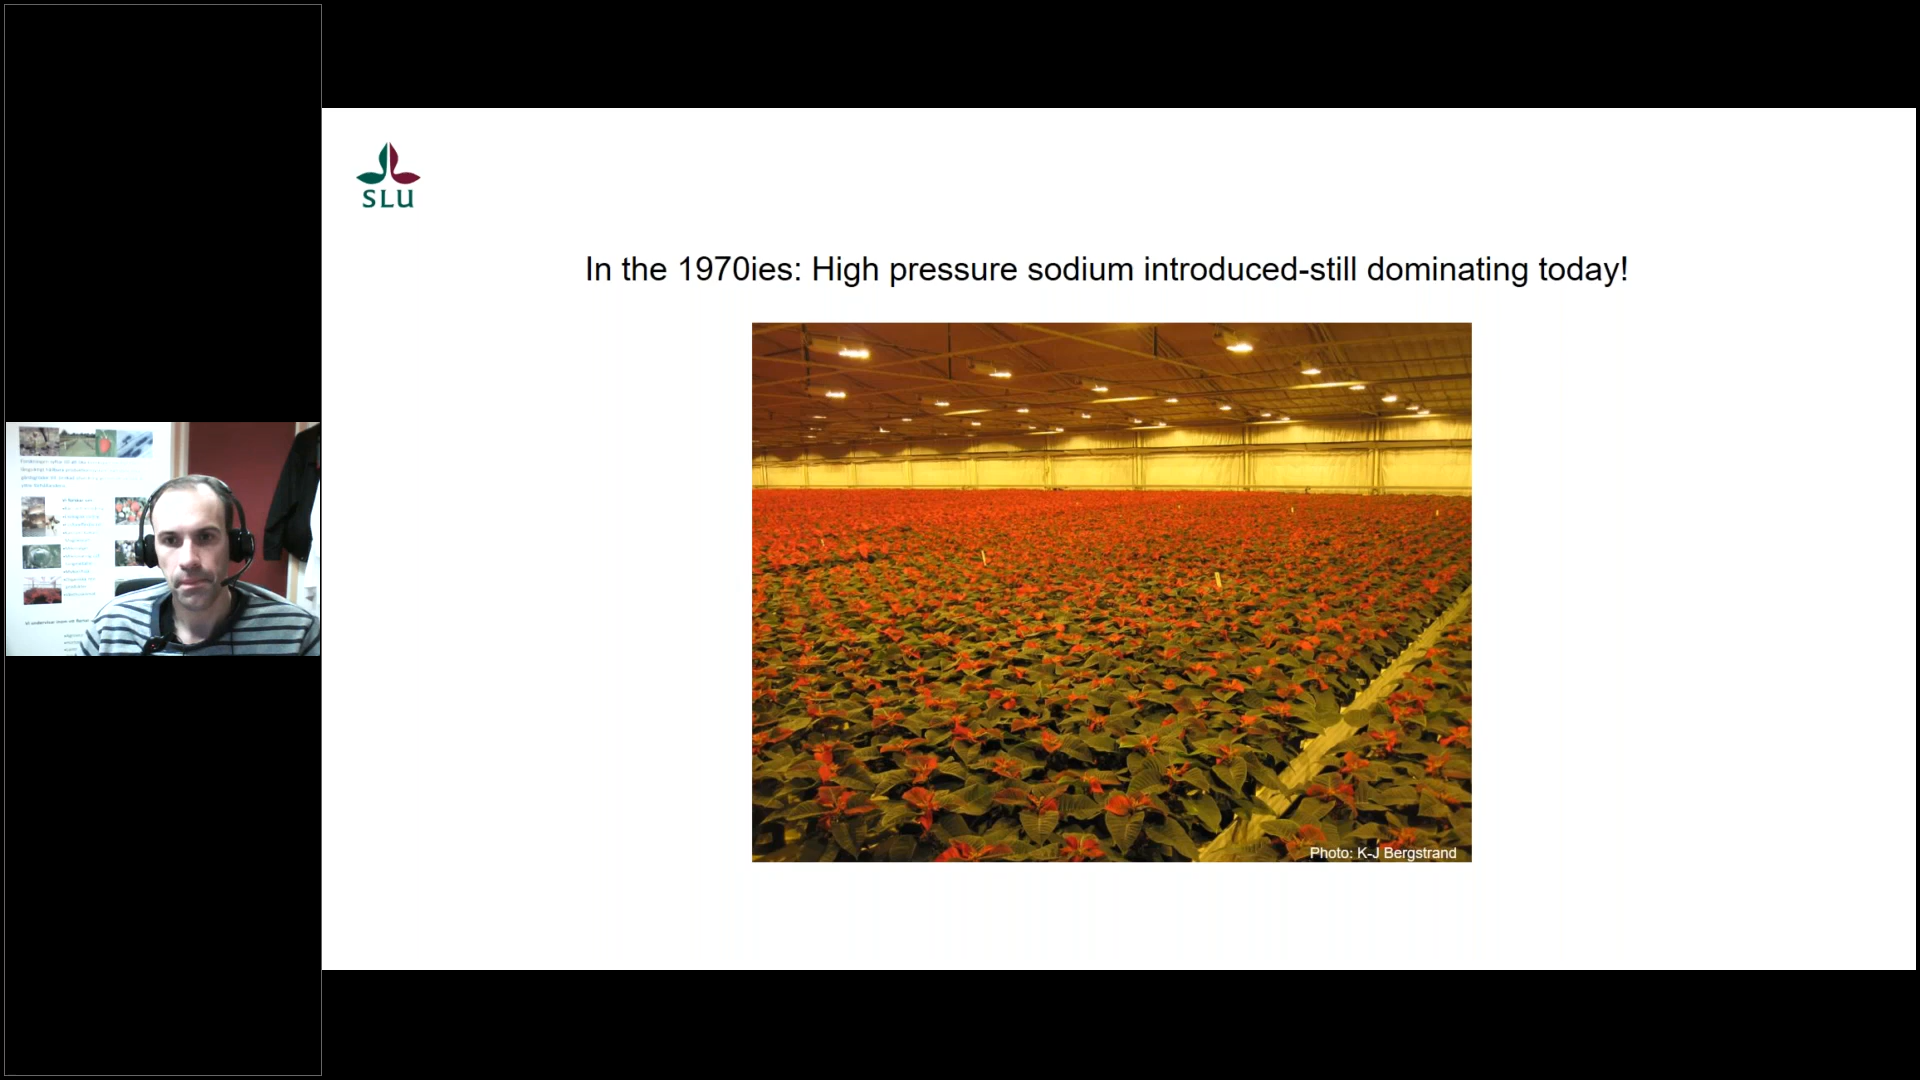 SLU
In the 1970ies: High pressure sodium introduced-still dominating today!
Photo: K-J Bergstrand